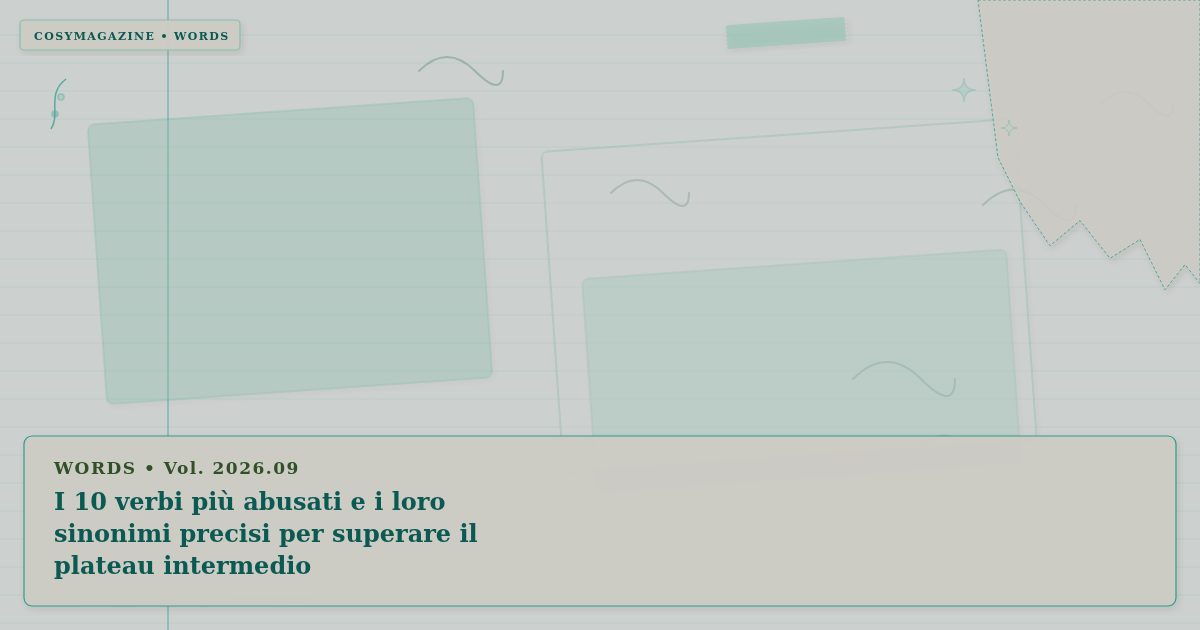 COSYMAGAZINE • WORDS
WORDS • Vol. 2026.09
I 10 verbi più abusati e i loro
sinonimi precisi per superare il
plateau intermedio